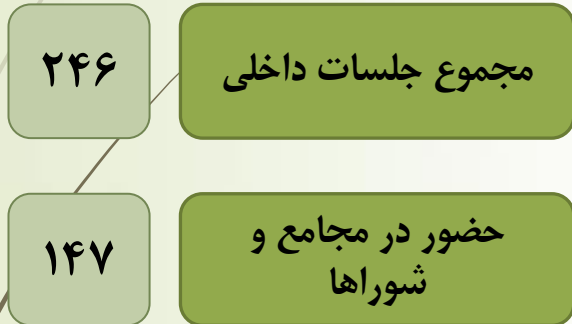 مجموع جلسات داخلی
۲۴۶
حضور در مجامع و
شوراها
۱۴۷